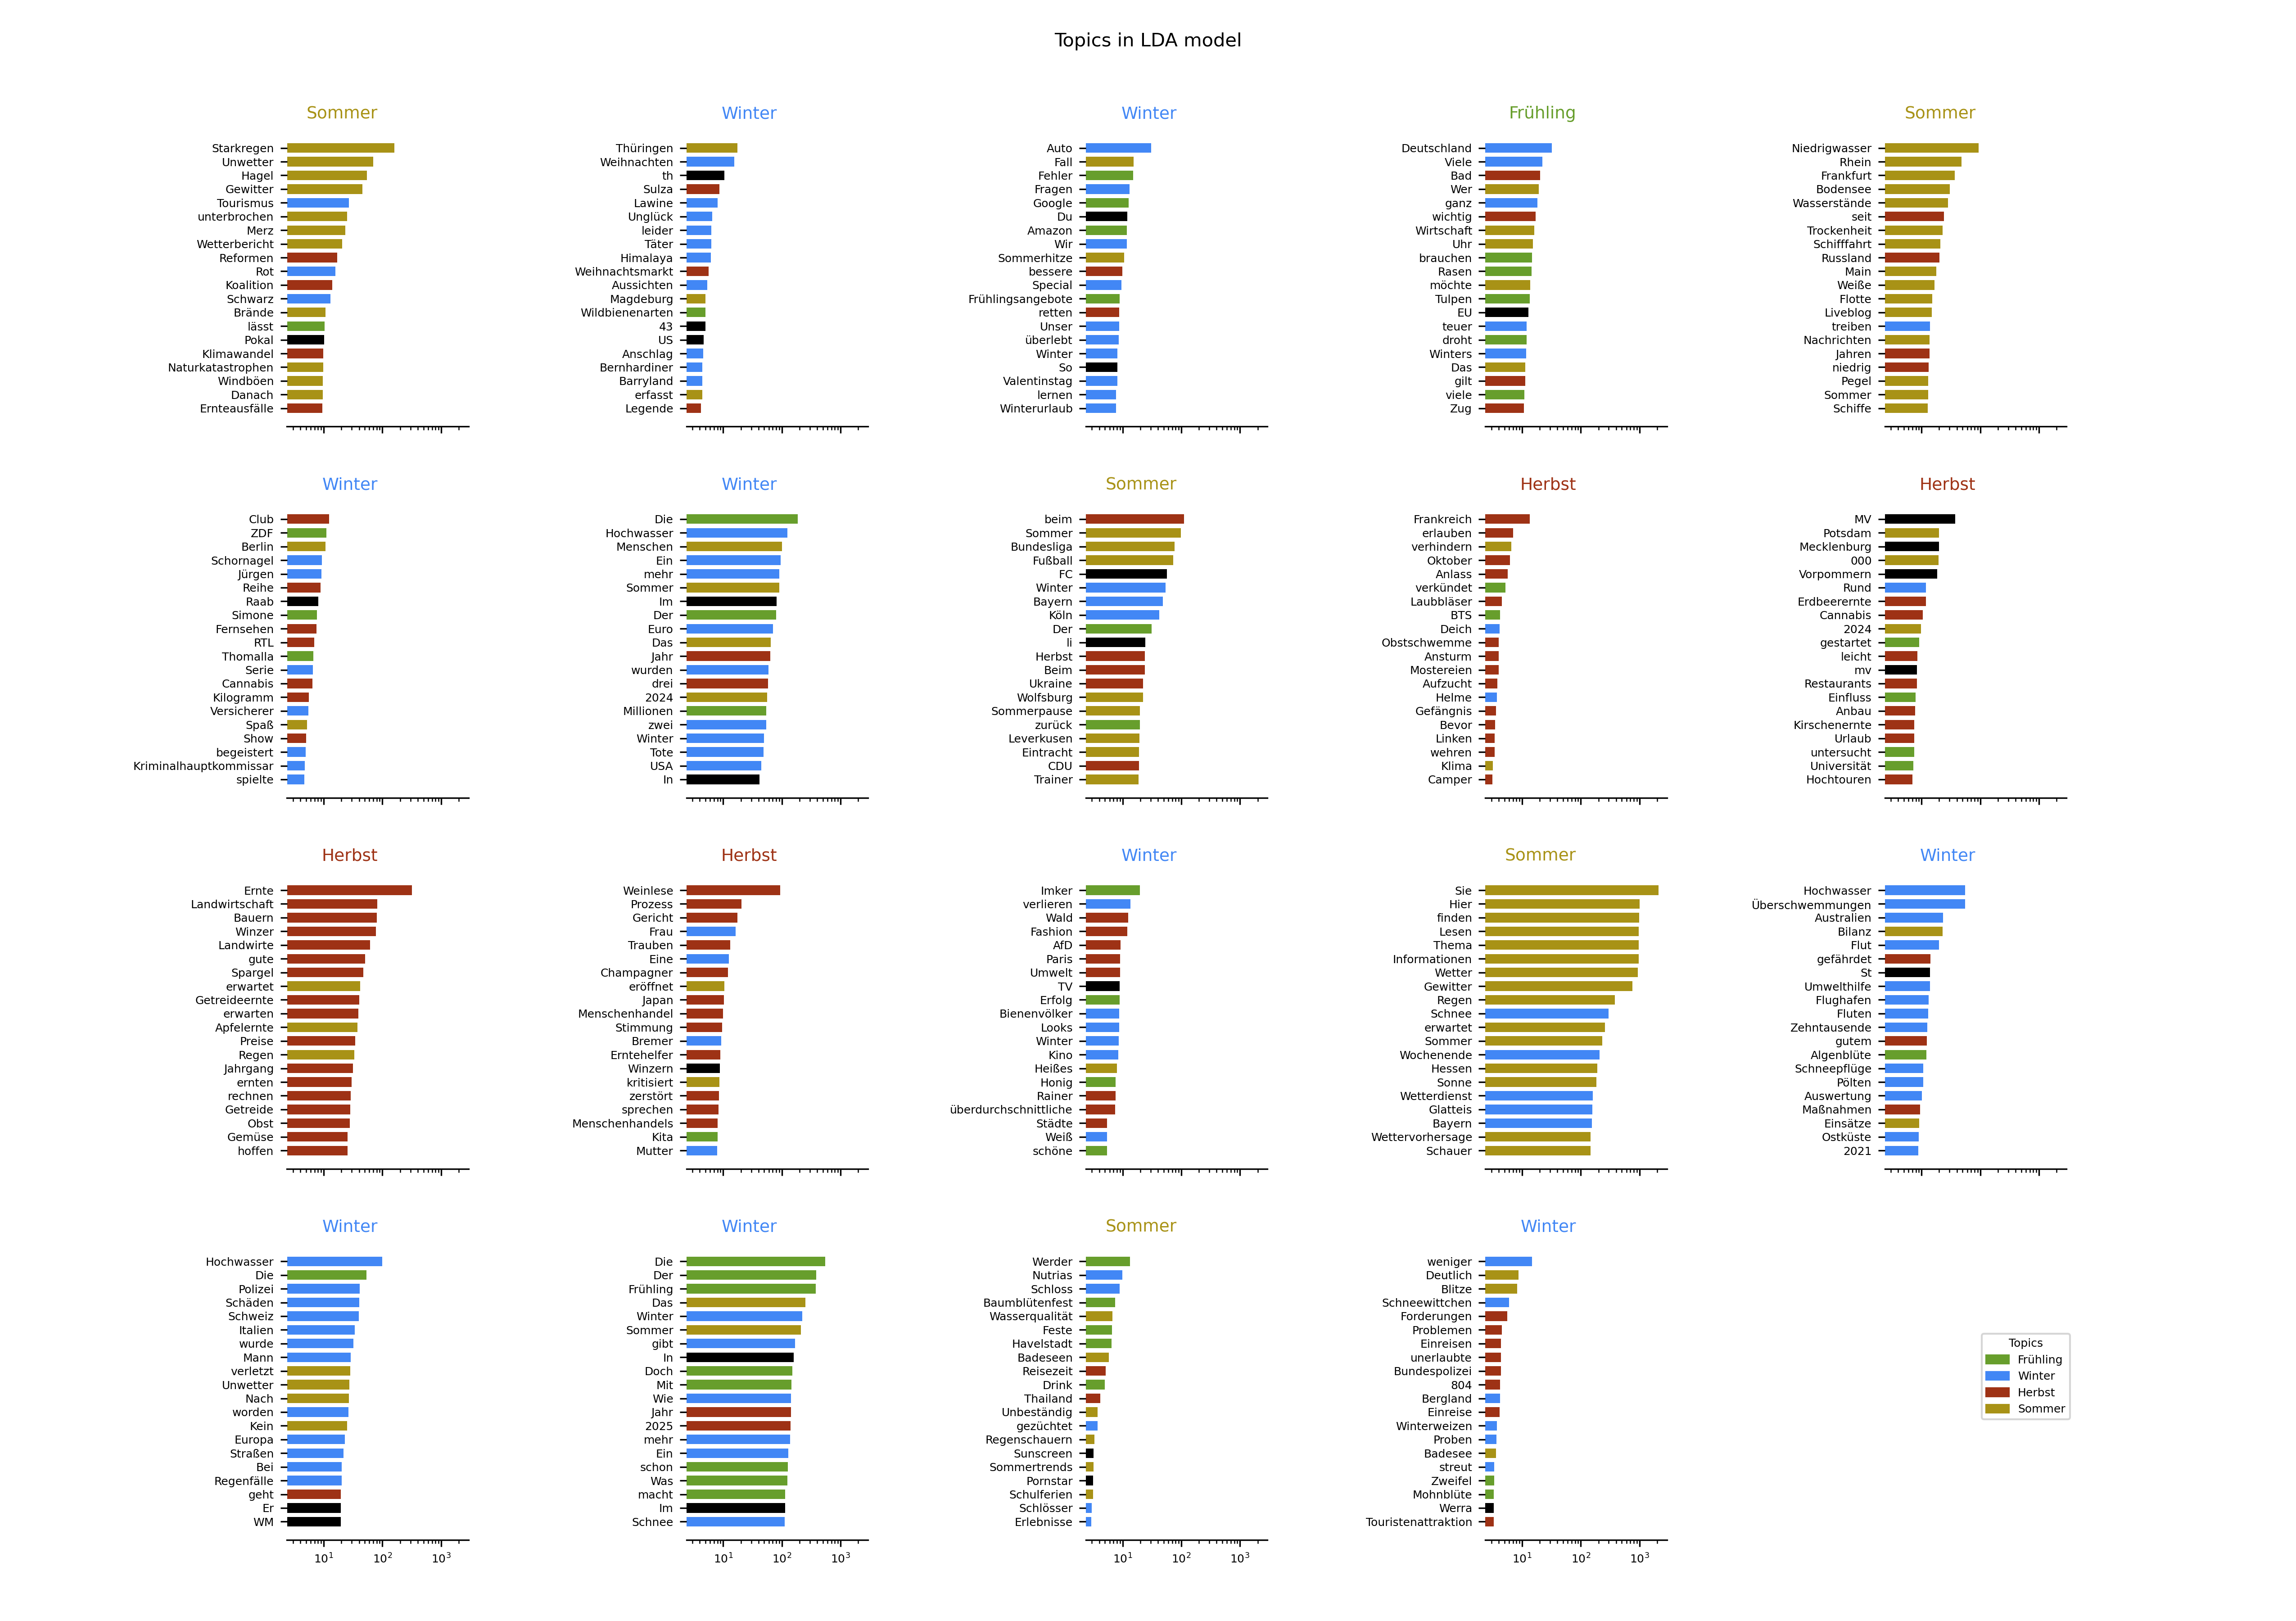 Topics in LDA model
Sommer
Starkregen
Unwetter
Hagel
Gewitter
Tourismus
unterbrochen
Merz
Wetterbericht
Reformen
Rot
Koalition
Schwarz
Brände
lässt
Pokal
Klimawandel
Naturkatastrophen
Windböen
Danach
Ernteausfälle
Winter
Thüringen
Weihnachten
th
Sulza
Lawine
Unglück
leider
Täter
Himalaya
Weihnachtsmarkt
Aussichten
Magdeburg
Wildbienenarten
43
US
Anschlag
Bernhardiner
Barryland
erfasst
Legende
Winter
Auto
Fall
Fehler
Fragen
Google
Du
Amazon
Wir
Sommerhitze
bessere
Special
Frühlingsangebote
retten
Unser
überlebt
Winter
So
Valentinstag
lernen
Winterurlaub
Frühling
Deutschland
Viele
Bad
Wer
ganz
wichtig
Wirtschaft
Uhr
brauchen
Rasen
möchte
Tulpen
EU
teuer
droht
Winters
Das
gilt
viele
Zug
Sommer
Niedrigwasser
Rhein
Frankfurt
Bodensee
Wasserstände
seit
Trockenheit
Schifffahrt
Russland
Main
Weiße
Flotte
Liveblog
treiben
Nachrichten
Jahren
niedrig
Pegel
Sommer
Schiffe
Winter
Club
ZDF
Berlin
Schornagel
Jürgen
Reihe
Raab
Simone
Fernsehen
RTL
Thomalla
Serie
Cannabis
Kilogramm
Versicherer
Spaß
Show
begeistert
Kriminalhauptkommissar
spielte
Winter
Die
Hochwasser
Menschen
Ein
mehr
Sommer
Im
Der
Euro
Das
Jahr
wurden
drei
2024
Millionen
zwei
Winter
Tote
USA
In
Sommer
beim
Sommer
Bundesliga
Fußball
FC
Winter
Bayern
Köln
Der
li
Herbst
Beim
Ukraine
Wolfsburg
Sommerpause
zurück
Leverkusen
Eintracht
CDU
Trainer
Herbst
Frankreich
erlauben
verhindern
Oktober
Anlass
verkündet
Laubbläser
BTS
Deich
Obstschwemme
Ansturm
Mostereien
Aufzucht
Helme
Gefängnis
Bevor
Linken
wehren
Klima
Camper
Herbst
MV
Potsdam
Mecklenburg
000
Vorpommern
Rund
Erdbeerernte
Cannabis
2024
gestartet
leicht
mv
Restaurants
Einfluss
Anbau
Kirschenernte
Urlaub
untersucht
Universität
Hochtouren
Herbst
Ernte
Landwirtschaft
Bauern
Winzer
Landwirte
gute
Spargel
erwartet
Getreideernte
erwarten
Apfelernte
Preise
Regen
Jahrgang
ernten
rechnen
Getreide
Obst
Gemüse
hoffen
Herbst
Weinlese
Prozess
Gericht
Frau
Trauben
Eine
Champagner
eröffnet
Japan
Menschenhandel
Stimmung
Bremer
Erntehelfer
Winzern
kritisiert
zerstört
sprechen
Menschenhandels
Kita
Mutter
Winter
Imker
verlieren
Wald
Fashion
AfD
Paris
Umwelt
TV
Erfolg
Bienenvölker
Looks
Winter
Kino
Heißes
Honig
Rainer
überdurchschnittliche
Städte
Weiß
schöne
Sommer
Sie
Hier
finden
Lesen
Thema
Informationen
Wetter
Gewitter
Regen
Schnee
erwartet
Sommer
Wochenende
Hessen
Sonne
Wetterdienst
Glatteis
Bayern
Wettervorhersage
Schauer
Winter
Hochwasser
Überschwemmungen
Australien
Bilanz
Flut
gefährdet
St
Umwelthilfe
Flughafen
Fluten
Zehntausende
gutem
Algenblüte
Schneepflüge
Pölten
Auswertung
Maßnahmen
Einsätze
Ostküste
2021
Winter
Hochwasser
Die
Polizei
Schäden
Schweiz
Italien
wurde
Mann
verletzt
Unwetter
Nach
worden
Kein
Europa
Straßen
Bei
Regenfälle
geht
Er
WM
10¹ 10² 10³
Winter
Die
Der
Frühling
Das
Winter
Sommer
gibt
In
Doch
Mit
Wie
Jahr
2025
mehr
Ein
schon
Was
macht
Im
Schnee
10¹ 10² 10³
Sommer
Werder
Nutrias
Schloss
Baumblütenfest
Wasserqualität
Feste
Havelstadt
Badeseen
Reisezeit
Drink
Thailand
Unbeständig
gezüchtet
Regenschauern
Sunscreen
Sommertrends
Pornstar
Schulferien
Schlösser
Erlebnisse
10¹ 10² 10³
Winter
weniger
Deutlich
Blitze
Schneewittchen
Forderungen
Problemen
Einreisen
unerlaubte
Bundespolizei
804
Bergland
Einreise
Winterweizen
Proben
Badesee
streut
Zweifel
Mohnblüte
Werra
Touristenattraktion
10¹ 10² 10³
Topics
Frühling
Winter
Herbst
Sommer